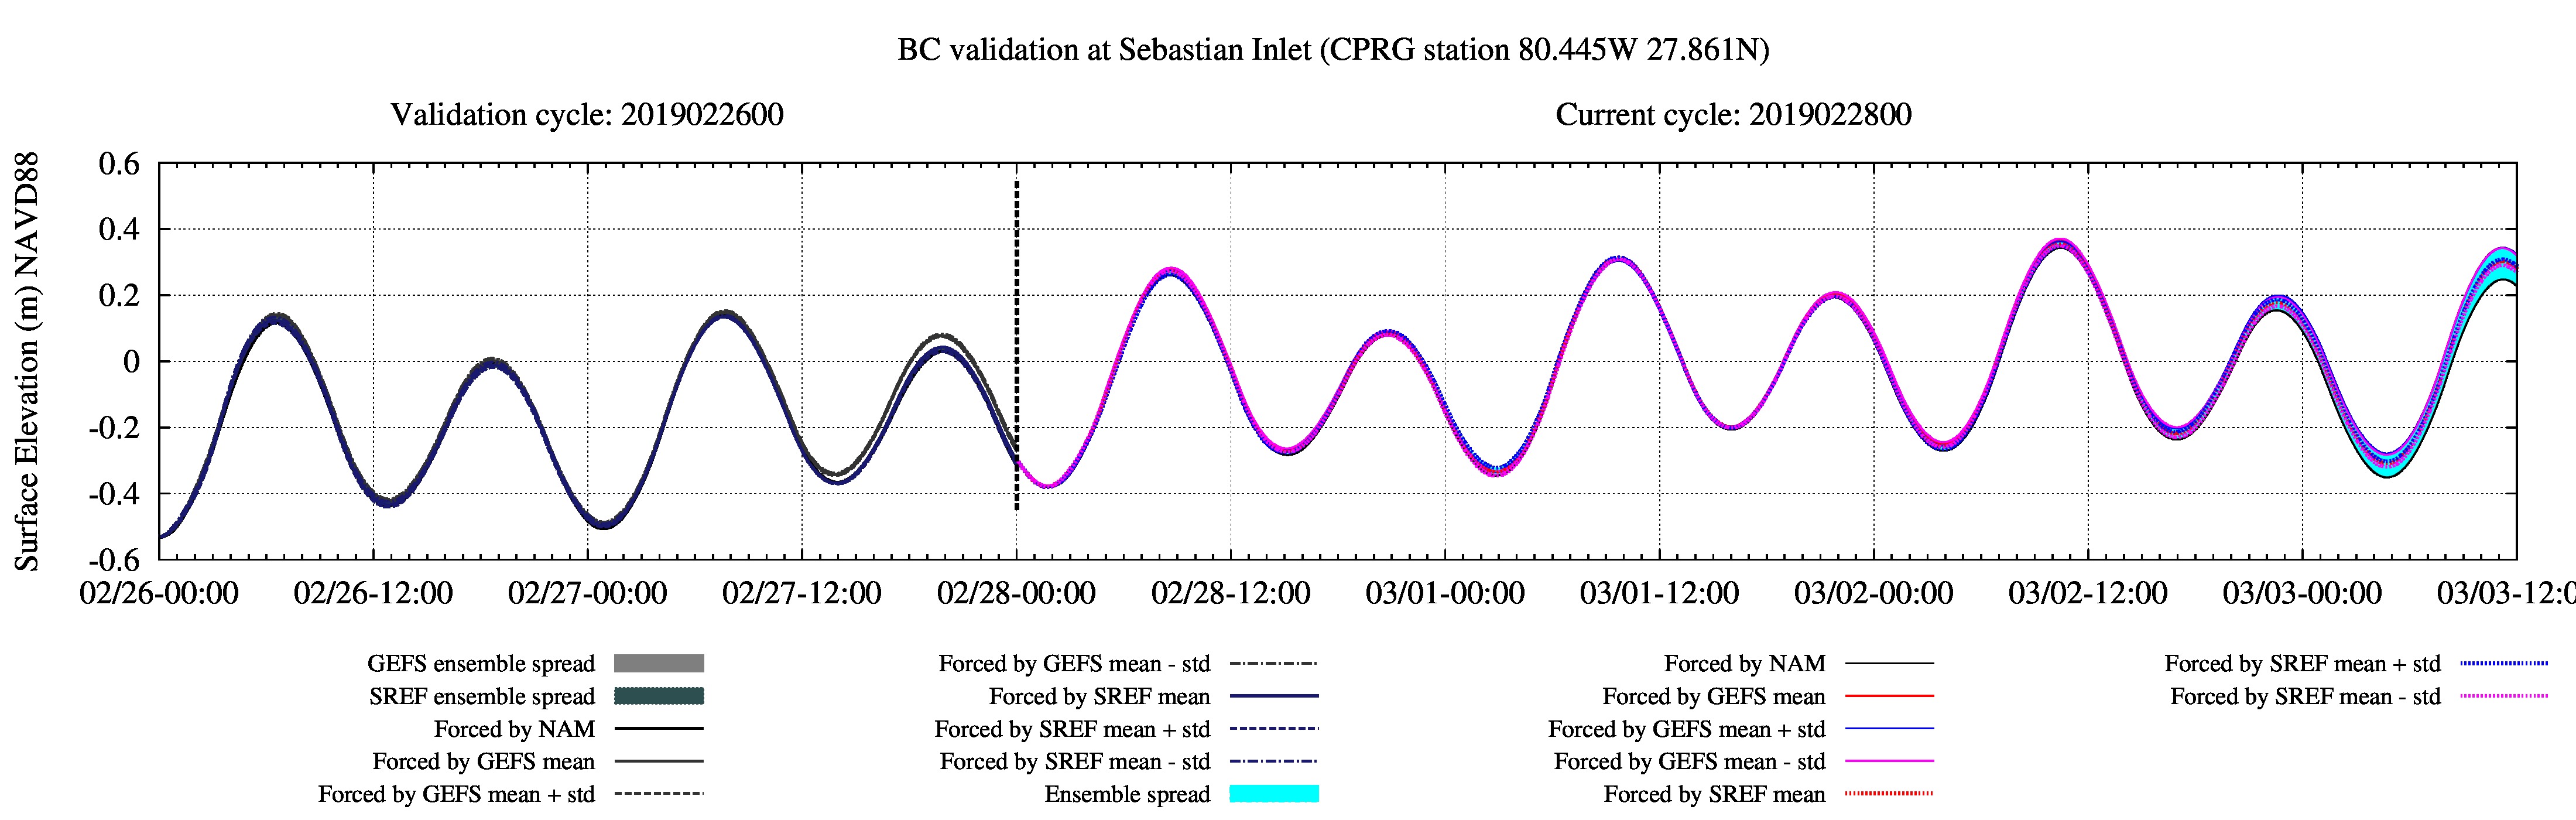 BC validation at Sebastian Inlet (CPRG station 80.445W 27.861N)
Validation cycle: 2019022600
Current cycle: 2019022800
Surface Elevation (m) NAVD88
0.6
0.4
0.2
0
-0.2
-0.4
-0.6
02/26-00:00 02/26-12:00 02/27-00:00 02/27-12:00 02/28-00:00 02/28-12:00 03/01-00:00 03/01-12:00 03/02-00:00 03/02-12:00 03/03-00:00 03/03-12:0
GEFS ensemble spread
SREF ensemble spread
Forced by NAM
Forced by GEFS mean
Forced by GEFS mean + std
Forced by GEFS mean - std
Forced by SREF mean
Forced by SREF mean + std
Forced by SREF mean - std
Ensemble spread
Forced by NAM
Forced by GEFS mean
Forced by GEFS mean + std
Forced by GEFS mean - std
Forced by SREF mean
Forced by SREF mean + std
Forced by SREF mean - std